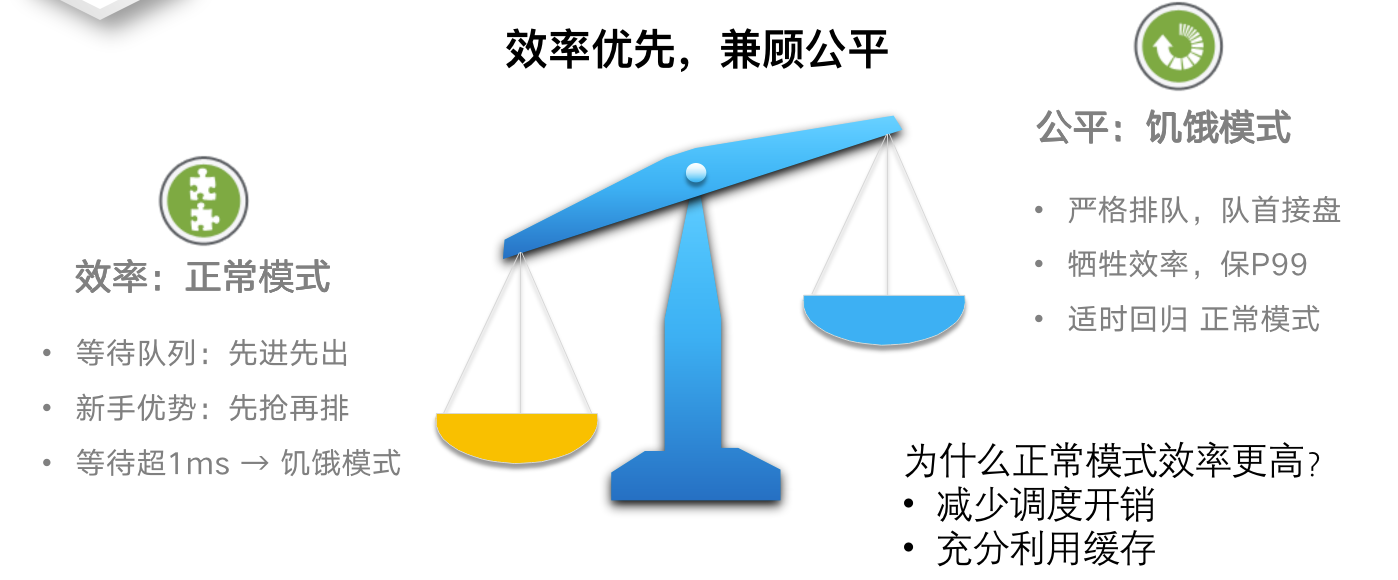 效率优先，兼顾公平
效率：正常模式
• 等待队列：先进先出
• 新手优势：先抢再排
• 等待超1ms → 饥饿模式
公平：饥饿模式
• 严格排队，队首接盘
• 牺牲效率，保P99
• 适时回归 正常模式
为什么正常模式效率更高?
• 减少调度开销
• 充分利用缓存